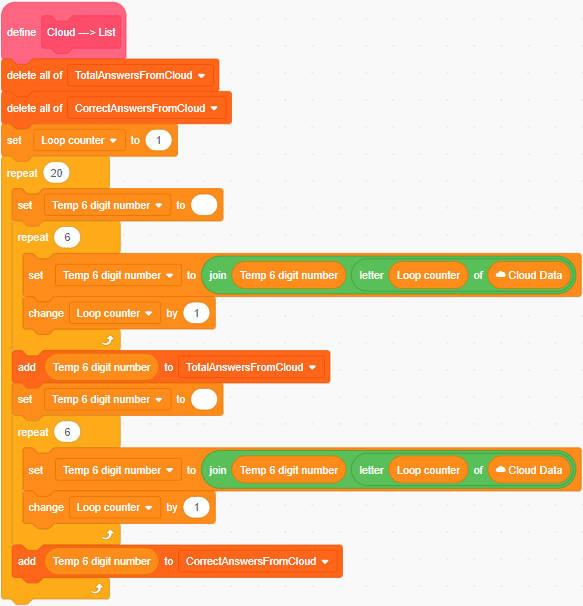 define Cloud —> List
delete all of TotalAnswersFromCloud
delete all of CorrectAnswersFromCloud
set Loop counter to 1
repeat 20
set Temp 6 digit number to
repeat 6
set Temp 6 digit number to join Temp 6 digit number letter Loop counter of Cloud Data
change Loop counter by 1
add Temp 6 digit number to TotalAnswersFromCloud
set Temp 6 digit number to
repeat 6
set Temp 6 digit number to join Temp 6 digit number letter Loop counter of Cloud Data
change Loop counter by 1
add Temp 6 digit number to CorrectAnswersFromCloud